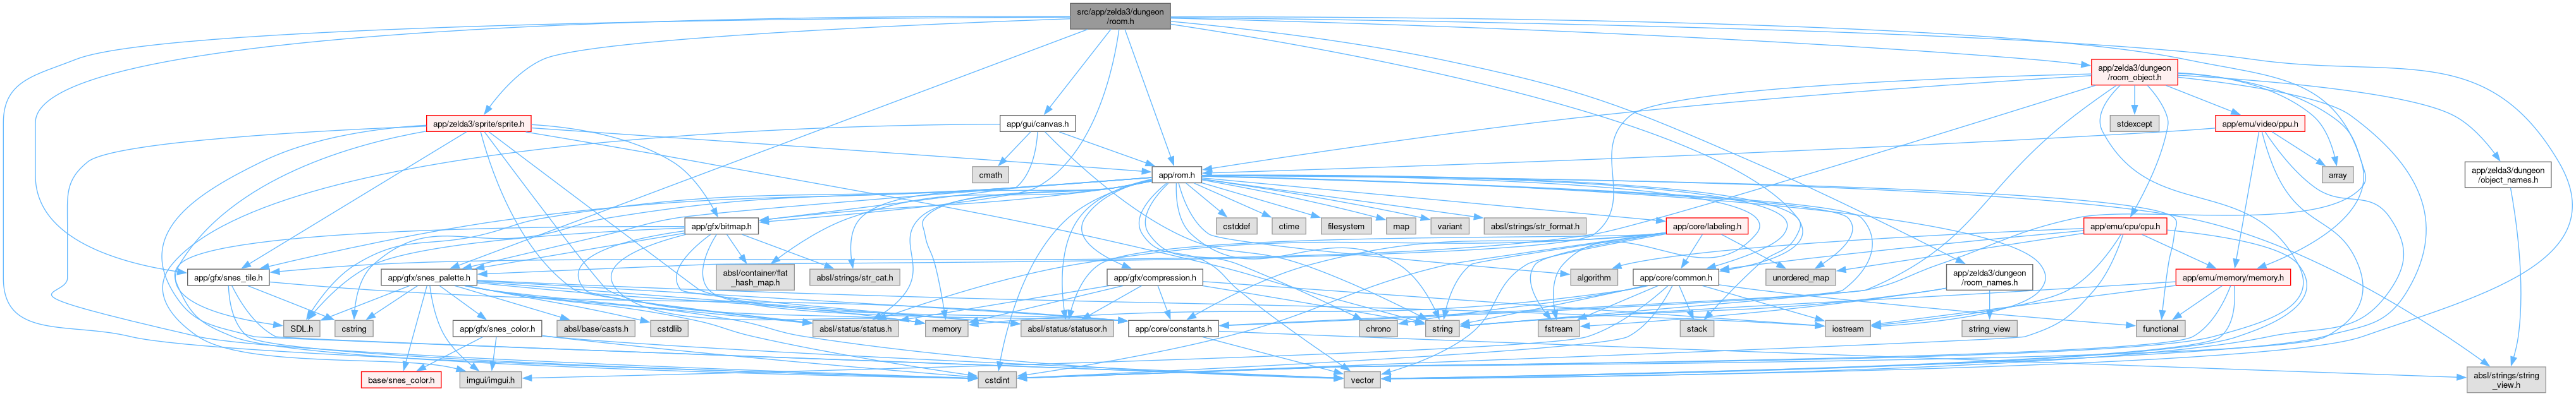 src/app/zelda3/dungeon
/room.h
app/zelda3/dungeon
/room_object.h
app/zelda3/sprite/sprite.h
app/gui/canvas.h
stdexcept
app/emu/video/ppu.h
cmath
app/rom.h
array
app/zelda3/dungeon
/object_names.h
app/gfx/bitmap.h
cstddef
ctime
filesystem
map
variant
absl/strings/str_format.h
app/core/labeling.h
app/emu/cpu/cpu.h
app/gfx/snes_tile.h
app/gfx/snes_palette.h
absl/container/flat
_hash_map.h
absl/strings/str_cat.h
app/gfx/compression.h
algorithm
app/core/common.h
unordered_map
app/zelda3/dungeon
/room_names.h
app/emu/memory/memory.h
SDL.h
cstring
app/gfx/snes_color.h
absl/base/casts.h
cstdlib
absl/status/status.h
memory
absl/status/statusor.h
app/core/constants.h
chrono
string
fstream
stack
iostream
string_view
functional
base/snes_color.h
imgui/imgui.h
cstdint
vector
absl/strings/string
_view.h